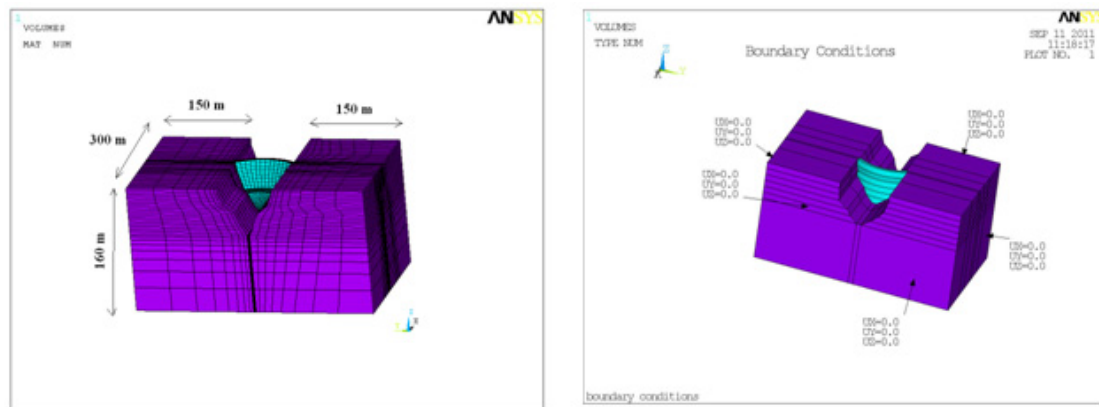 1
VOLUMES
MAT NUM
ANSYS
150 m
150 m
300 m
160 m
1
VOLUMES
TYPE NUM
ANSYS
SEP 11 2011
11:18:17
PLOT NO. 1
Boundary Conditions
Z
X Y
UX=0.0
UY=0.0
UZ=0.0
UX=0.0
UY=0.0
UZ=0.0
UX=0.0
UY=0.0
UZ=0.0
UX=0.0
UY=0.0
UZ=0.0
UX=0.0
UY=0.0
UZ=0.0
boundary conditions